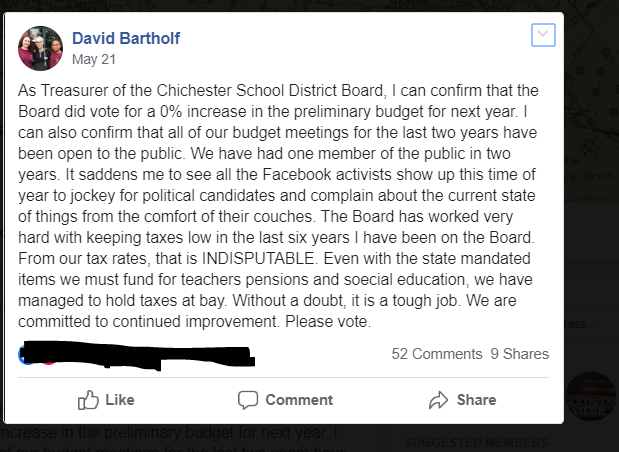 David Bartholf
May 21
As Treasurer of the Chichester School District Board, I can confirm that the
Board did vote for a 0% increase in the preliminary budget for next year. I
can also confirm that all of our budget meetings for the last two years have
been open to the public. We have had one member of the public in two
years. It saddens me to see all the Facebook activists show up this time of
year to jockey for political candidates and complain about the current state
of things from the comfort of their couches. The Board has worked very
hard with keeping taxes low in the last six years I have been on the Board.
From our tax rates, that is INDISPUTABLE. Even with the state mandated
items we must fund for teachers pensions and soecial education, we have
managed to hold taxes at bay. Without a doubt, it is a tough job. We are
committed to continued improvement. Please vote.
52 Comments 9 Shares
Like Comment Share
ncrease in the preliminary budget for next year. I
SUGGESTED MEMBERS